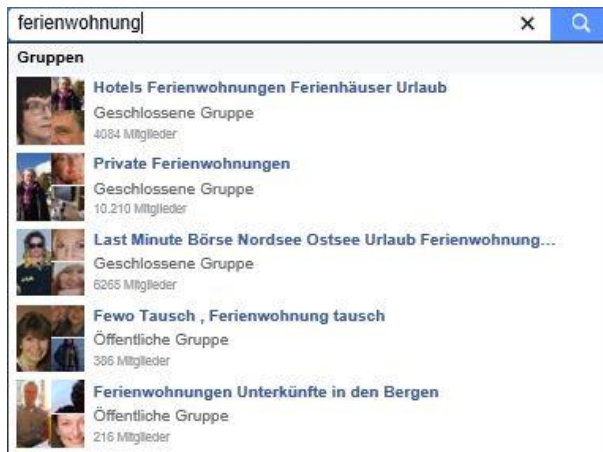 ferienwohnung
Gruppen
Hotels Ferienwohnungen Ferienhäuser Urlaub
Geschlossene Gruppe
4084 Mitglieder
Private Ferienwohnungen
Geschlossene Gruppe
10.210 Mitglieder
Last Minute Börse Nordsee Ostsee Urlaub Ferienwohnung...
Geschlossene Gruppe
6265 Mitglieder
Fewo Tausch , Ferienwohnung tausch
Öffentliche Gruppe
386 Mitglieder
Ferienwohnungen Unterkünfte in den Bergen
Öffentliche Gruppe
216 Mitglieder